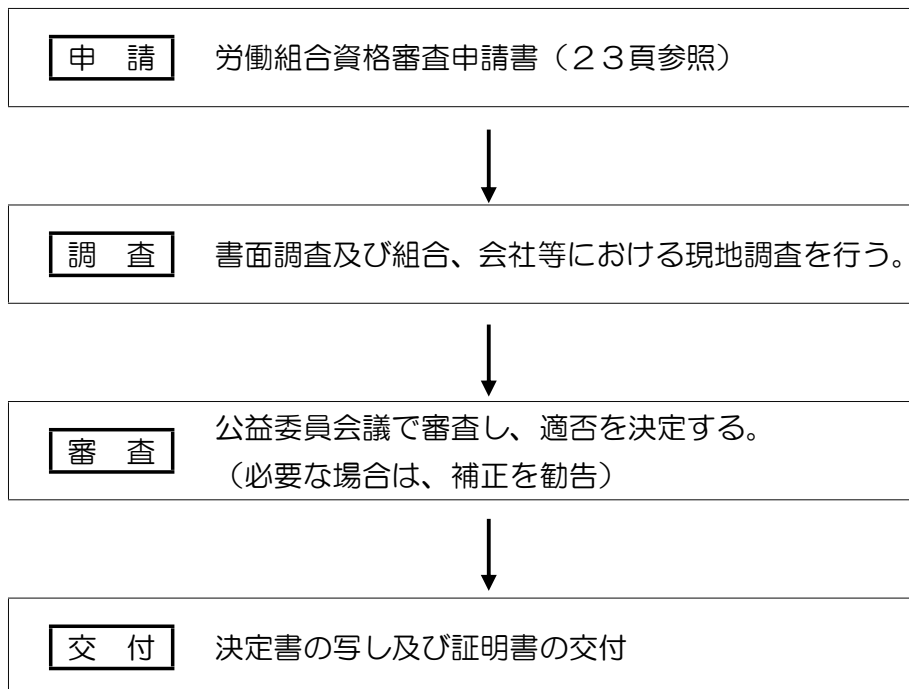 申　請　労働組合資格審査申請書（２３頁参照）
調　査　書面調査及び組合、会社等における現地調査を行う。
審　査　公益委員会議で審査し、適否を決定する。
（必要な場合は、補正を勧告）
交　付　決定書の写し及び証明書の交付